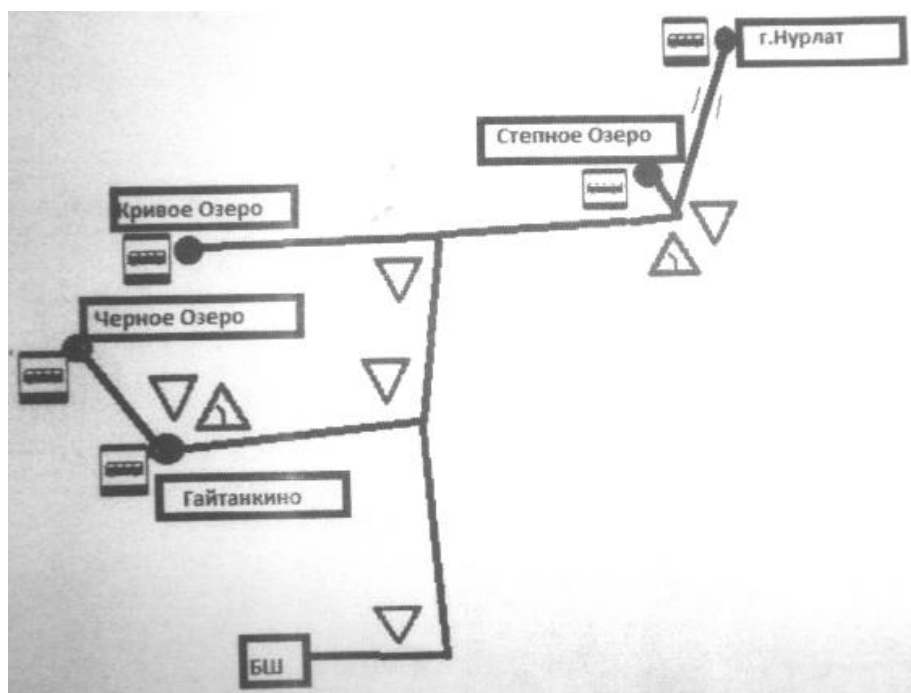 г.Нурлат
Степное Озеро
Кривое Озеро
Черное Озеро
Гайтанкино
БШ